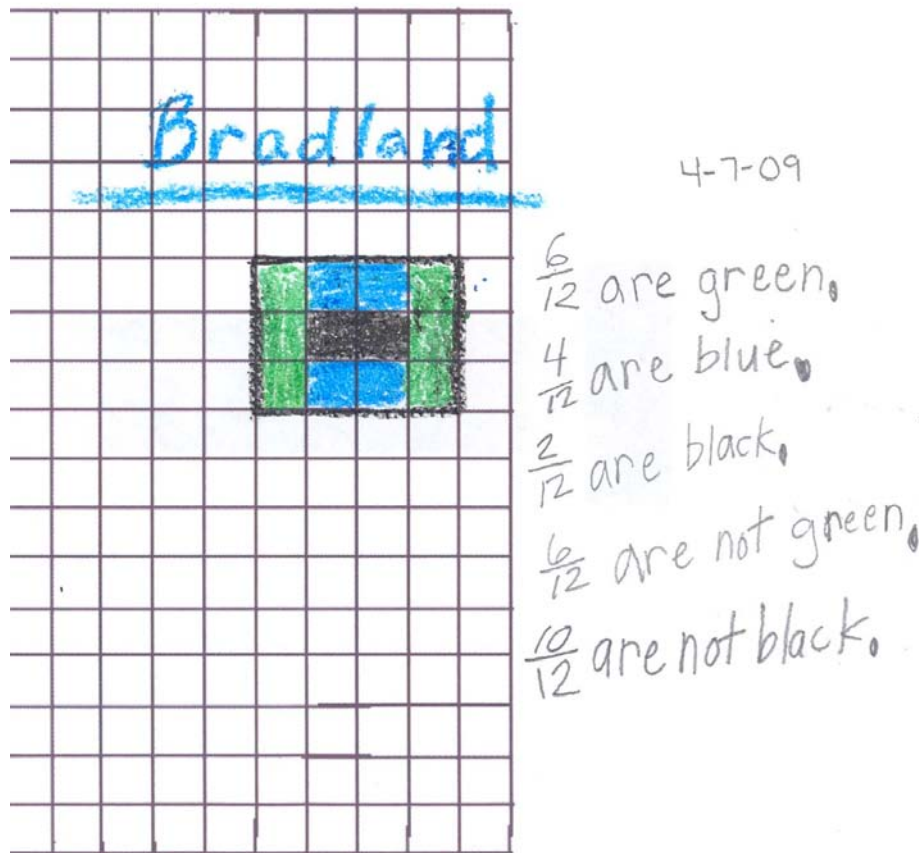 Bradland
4-7-09
6/12 are green.
4/12 are blue.
2/12 are black.
6/12 are not green.
10/12 are not black.